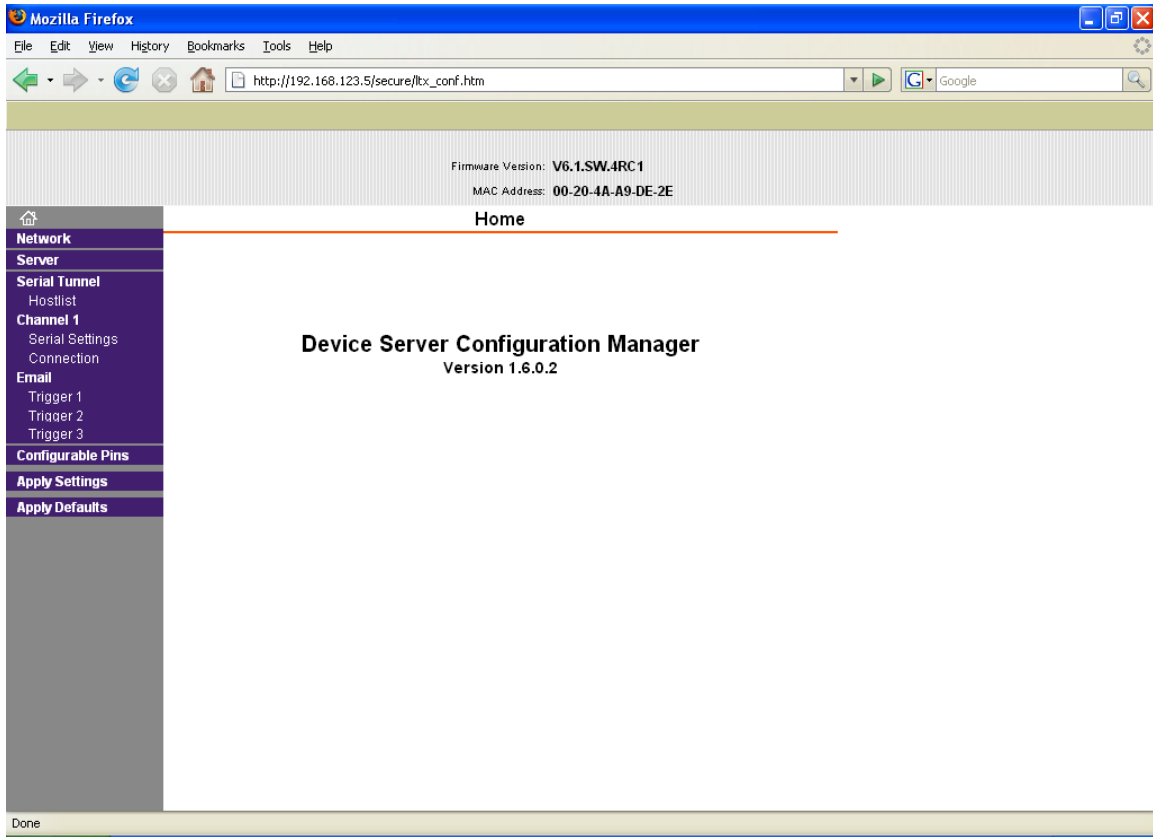 Mozilla Firefox
File Edit View History Bookmarks Tools Help
http://192.168.123.5/secure/ltx_conf.htm
G Google
Firmware Version: V6.1.SW.4RC1
MAC Address: 00-20-4A-A9-DE-2E
Home
Network
Server
Serial Tunnel
Hostlist
Channel 1
Serial Settings
Connection
Email
Trigger 1
Trigger 2
Trigger 3
Configurable Pins
Apply Settings
Apply Defaults
Device Server Configuration Manager
Version 1.6.0.2
Done